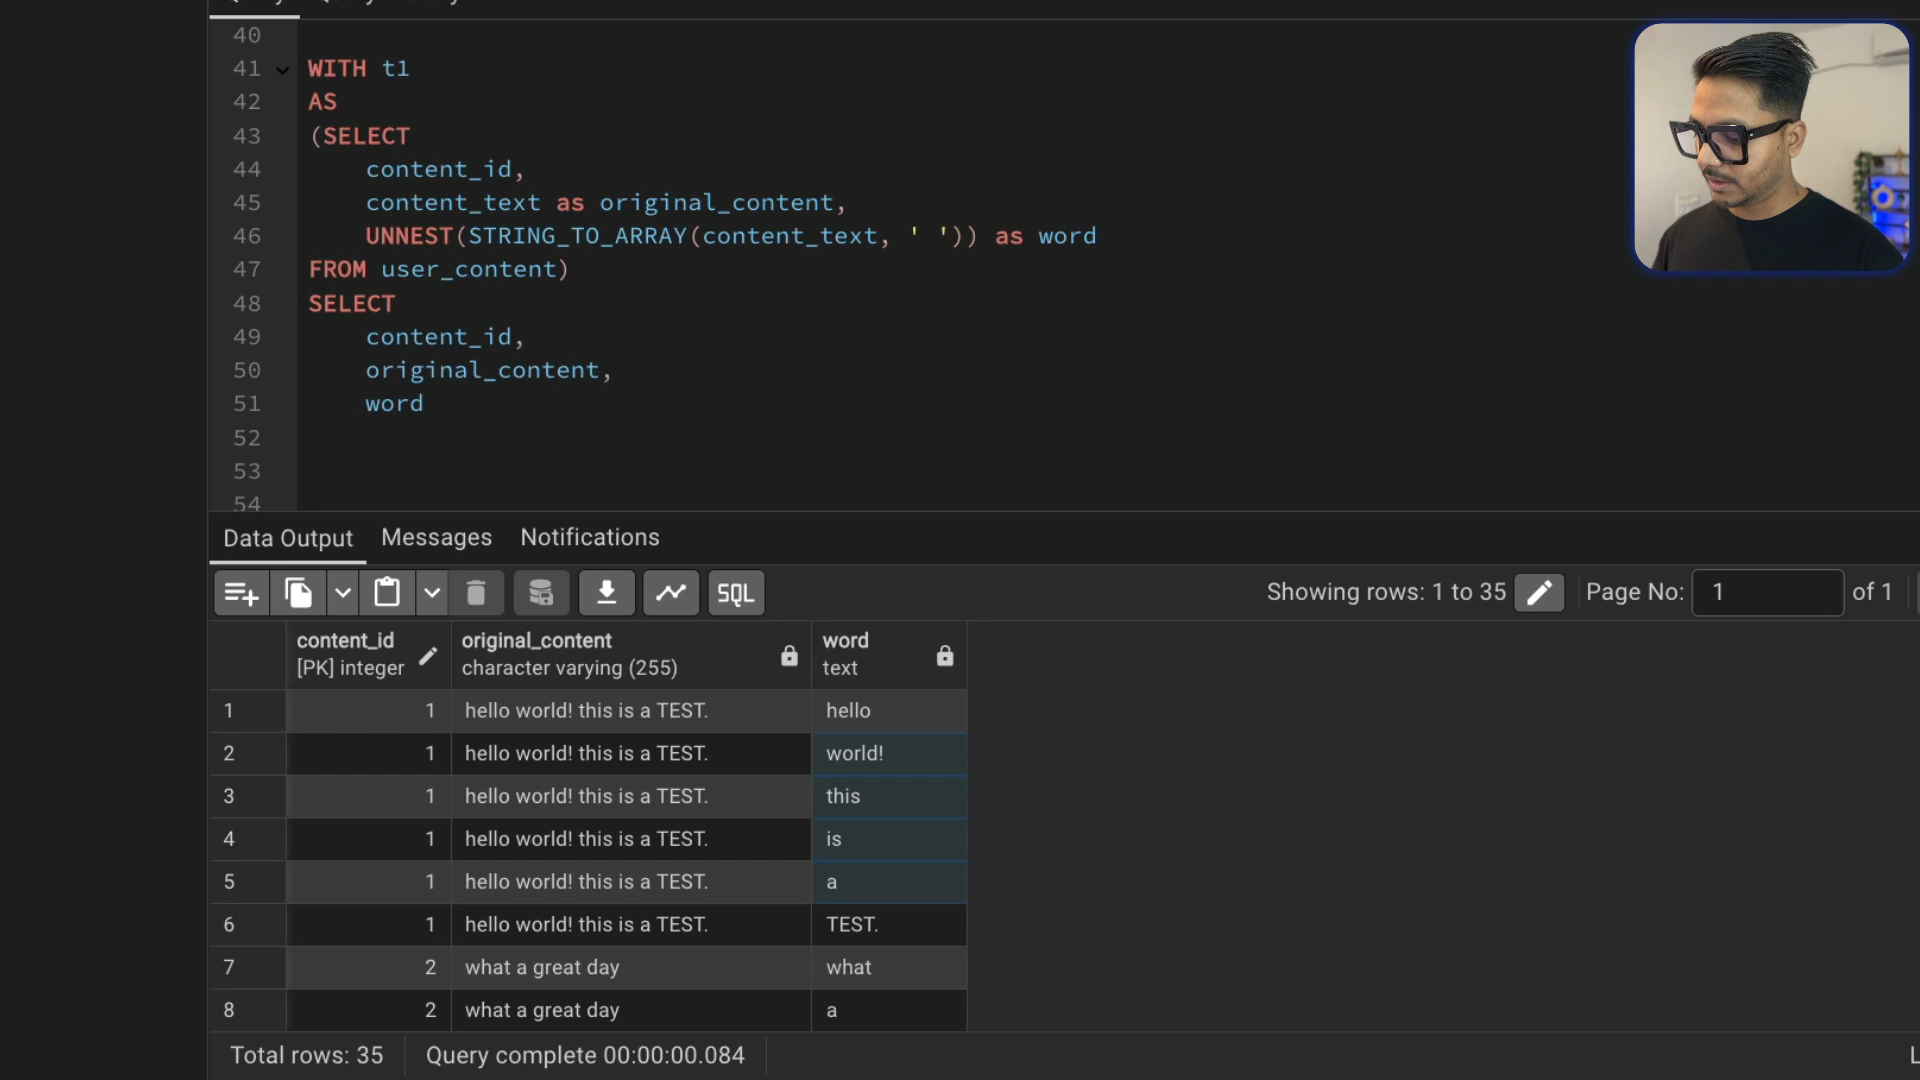 40
41 WITH t1
42 AS
43 (SELECT
44 content_id,
45 content_text as original_content,
46 UNNEST(STRING_TO_ARRAY(content_text, ' ')) as word
47 FROM user_content)
48 SELECT
49 content_id,
50 original_content,
51 word
52
53
54
Data Output Messages Notifications
SQL Showing rows: 1 to 35 Page No: 1 of 1
content_id original_content word
[PK] integer character varying (255) text
1 1 hello world! this is a TEST. hello
2 1 hello world! this is a TEST. world!
3 1 hello world! this is a TEST. this
4 1 hello world! this is a TEST. is
5 1 hello world! this is a TEST. a
6 1 hello world! this is a TEST. TEST.
7 2 what a great day what
8 2 what a great day a
Total rows: 35 Query complete 00:00:00.084